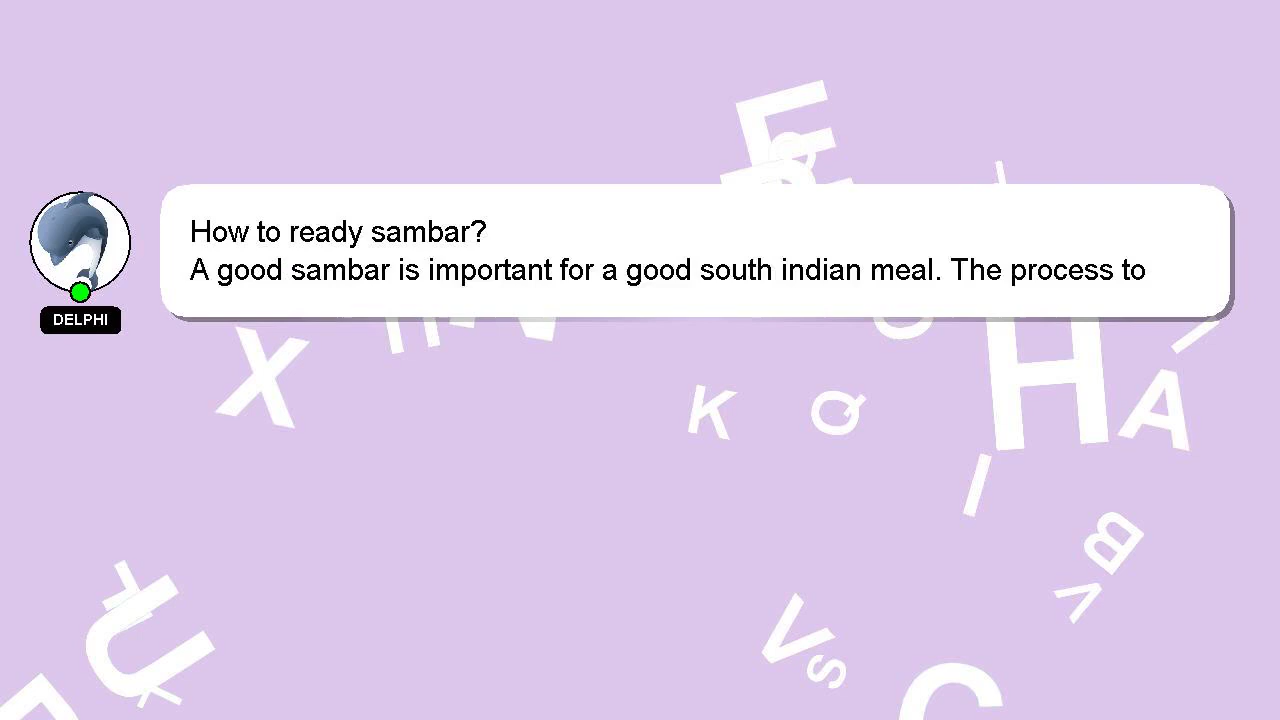 How to ready sambar?
A good sambar is important for a good south indian meal. The process to
DELPHI
X
K
Q
H
A
I
B
V
V
S
U
C